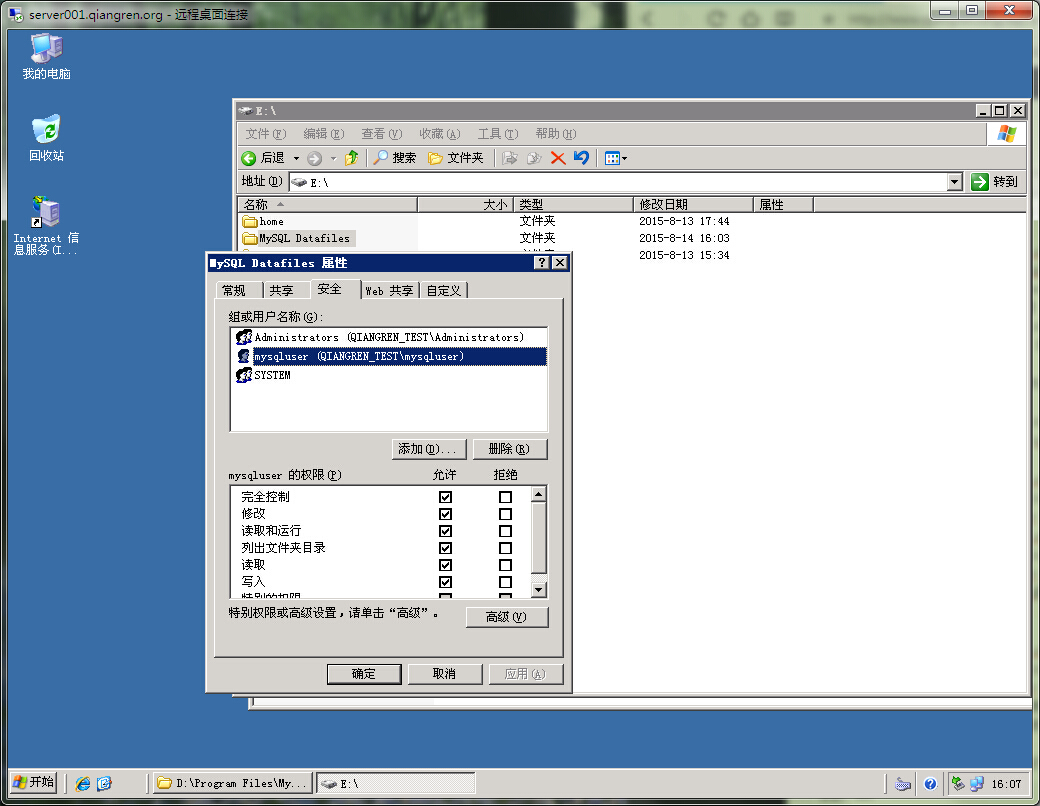 server001.qiangren.org - 远程桌面连接
我的电脑
回收站
Internet 信
息服务(I...
E:\
文件(F) 编辑(E) 查看(V) 收藏(A) 工具(T) 帮助(H)
后退 搜索 文件夹
地址(D) E:\ 转到
名称 大小 类型 修改日期 属性
home 文件夹 2015-8-13 17:44
MySQL Datafiles 文件夹 2015-8-14 16:03
2015-8-13 15:34
MySQL Datafiles 属性
常规 共享 安全 Web 共享 自定义
组或用户名称(G):
Administrators (QIANGREN_TEST\Administrators)
mysqluser (QIANGREN_TEST\mysqluser)
SYSTEM
添加(D)... 删除(R)
mysqluser 的权限(P) 允许 拒绝
完全控制
修改
读取和运行
列出文件夹目录
读取
写入
特别的权限
特别权限或高级设置，请单击“高级”。 高级(V)
确定 取消 应用(A)
开始 D:\Program Files\My... E:\ 16:07